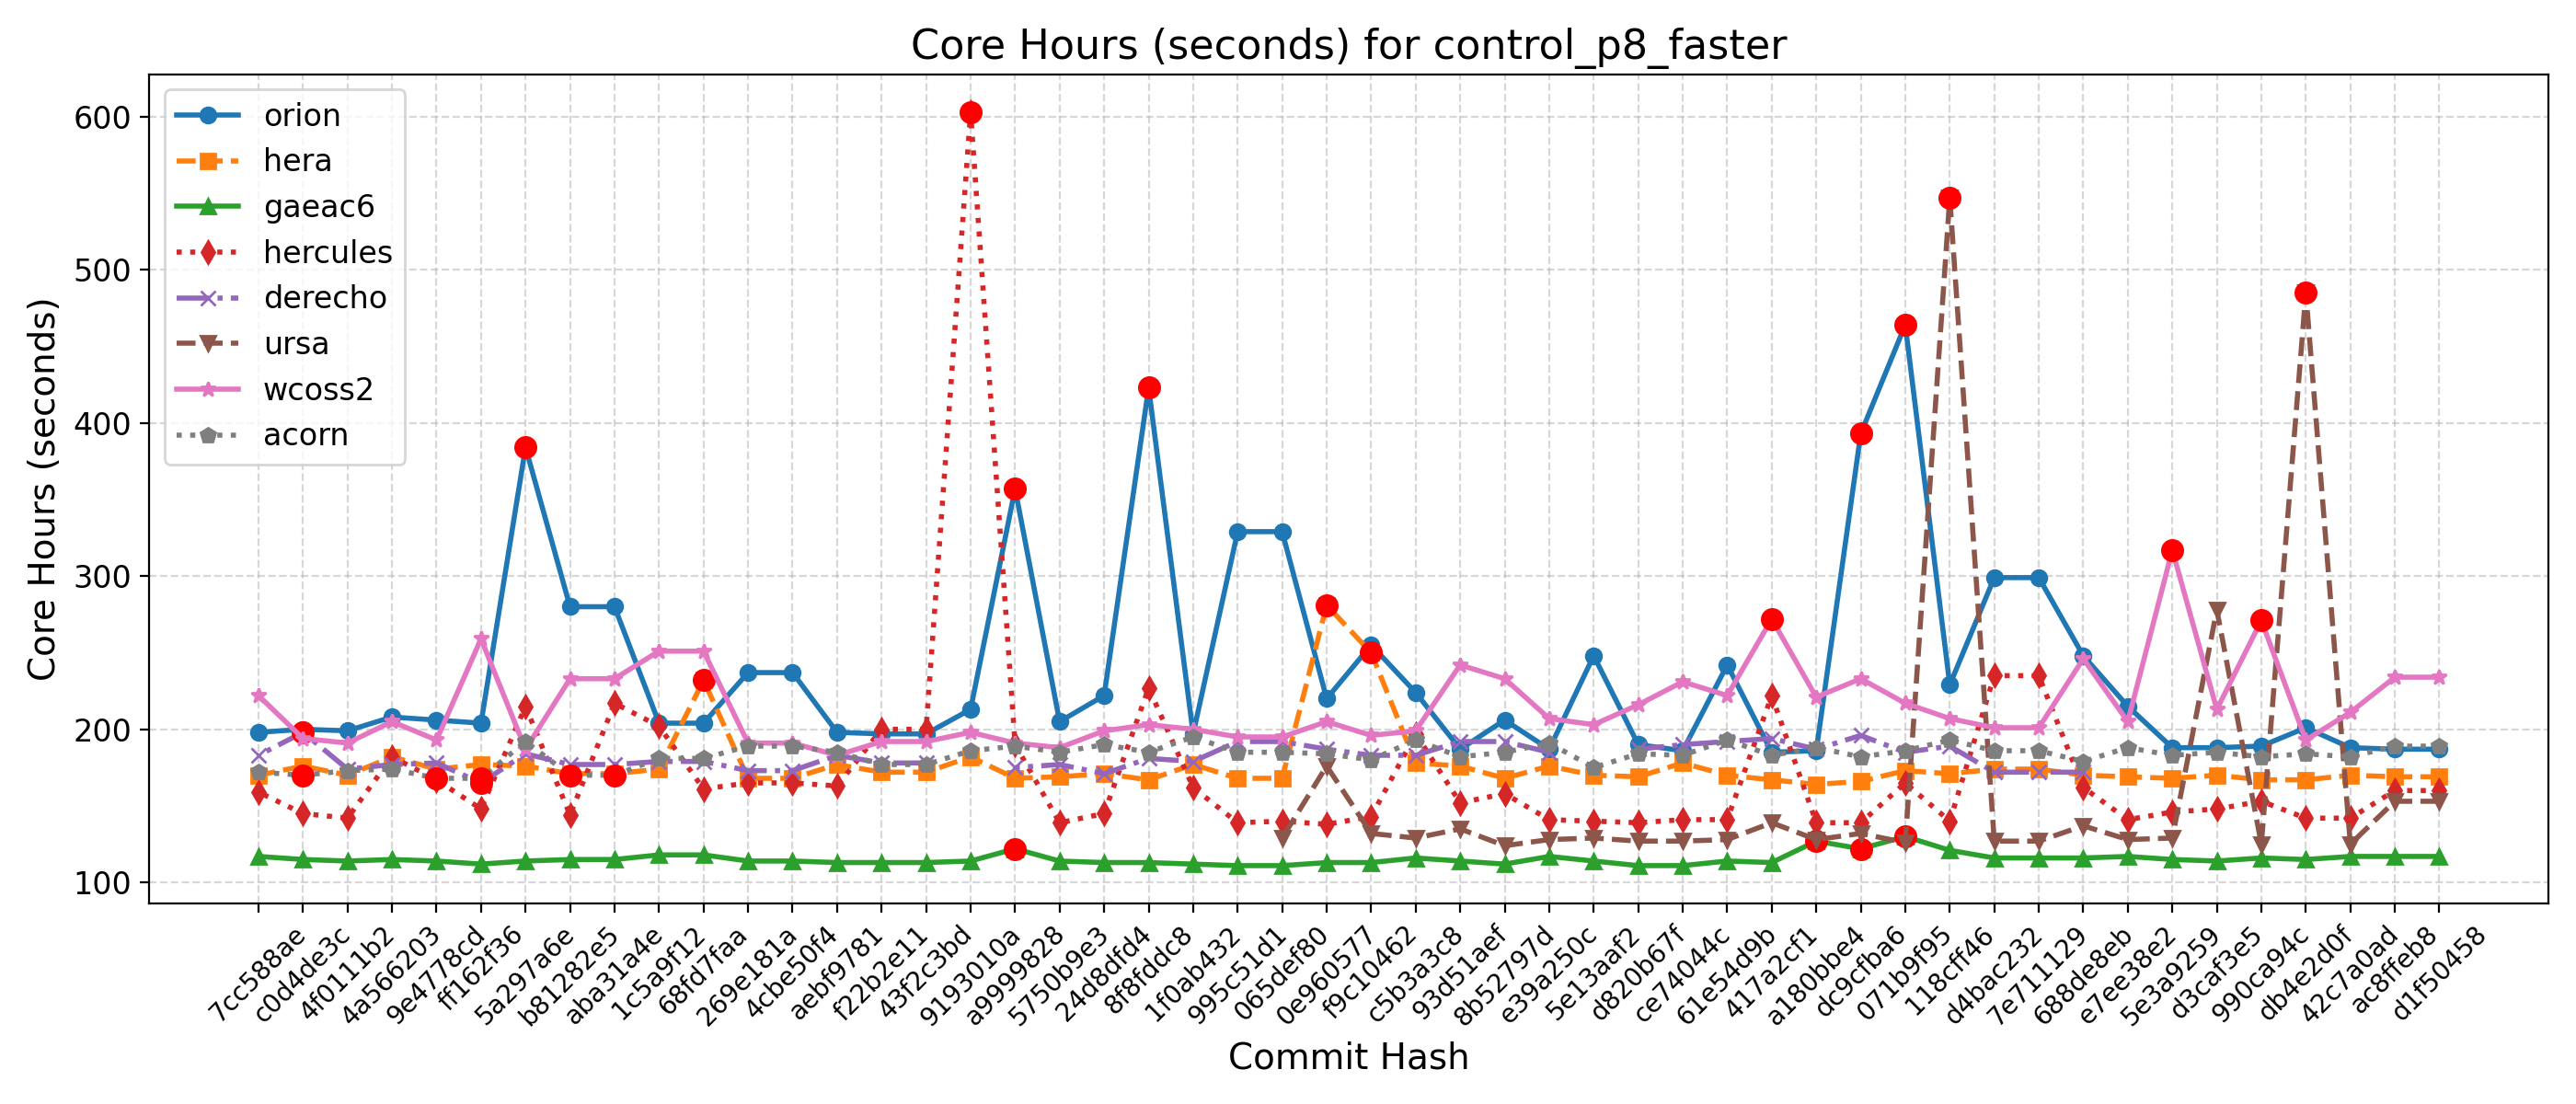 Core Hours (seconds) for control_p8_faster
Core Hours (seconds)
600
500
400
300
200
100
orion
hera
gaeac6
hercules
derecho
ursa
wcoss2
acorn
7cc588ae
c0d4de3c
4f0111b2
4a566203
9e4778cd
ff162f36
5a297a6e
b81282e5
aba31a4e
1c5a9f12
68fd7faa
269e181a
4cbe50f4
aebf9781
f22b2e11
43f2c3bd
9193010a
a9999828
5750b9e3
24d8dfd4
8f8fddc8
1f0ab432
995c51d1
065def80
0e960577
f9c10462
c5b3a3c8
93d51aef
8b52797d
e39a250c
5e13aaf2
d820b67f
ce74044c
61e54d9b
417a2cf1
a180bbe4
dc9cfba6
071b9f95
118cff46
d4bac232
7e711129
688de8eb
e7ee38e2
5e3a9259
d3caf3e5
990ca94c
db4e2d0f
42c7a0ad
ac8ffeb8
d1f50458
Commit Hash